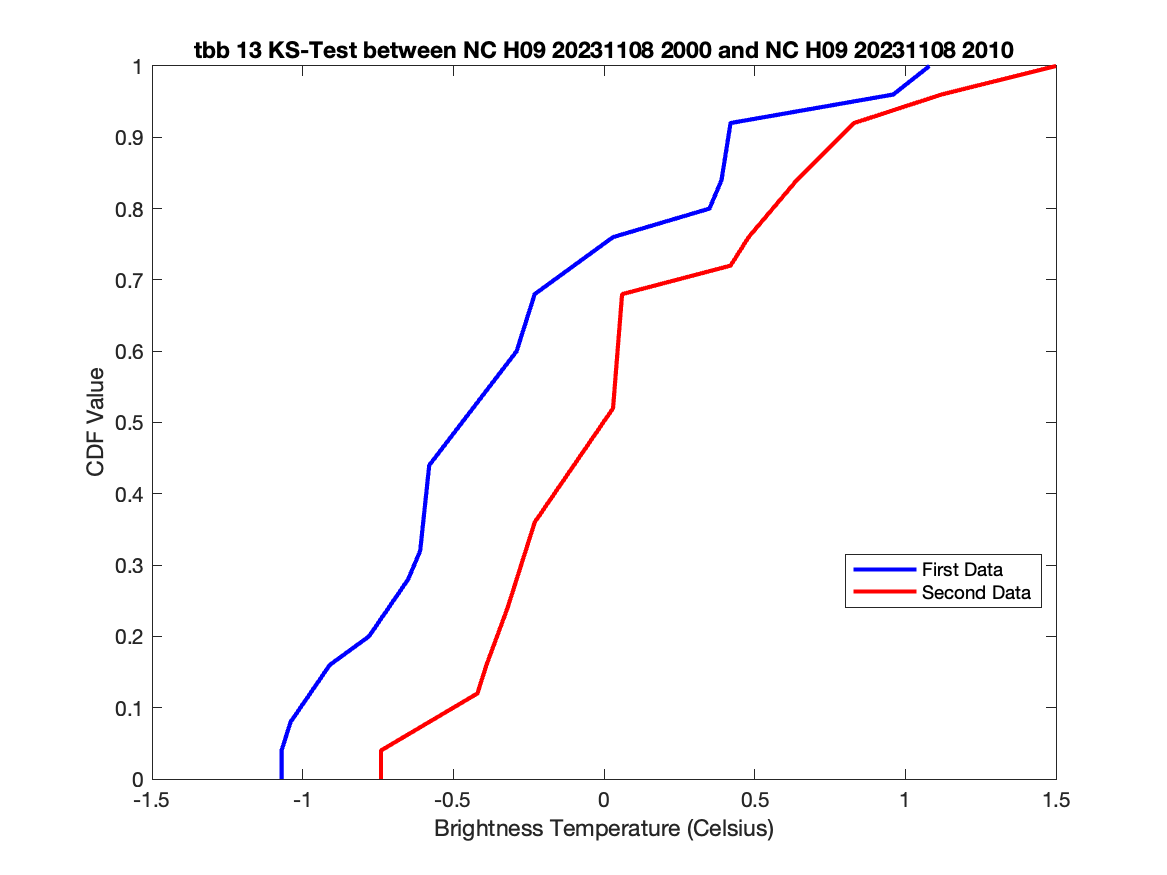 tbb 13 KS-Test between NC H09 20231108 2000 and NC H09 20231108 2010
1
0.9
0.8
0.7
0.6
0.5
0.4
0.3
0.2
0.1
0
CDF Value
First Data
Second Data
-1.5 -1 -0.5 0 0.5 1 1.5
Brightness Temperature (Celsius)